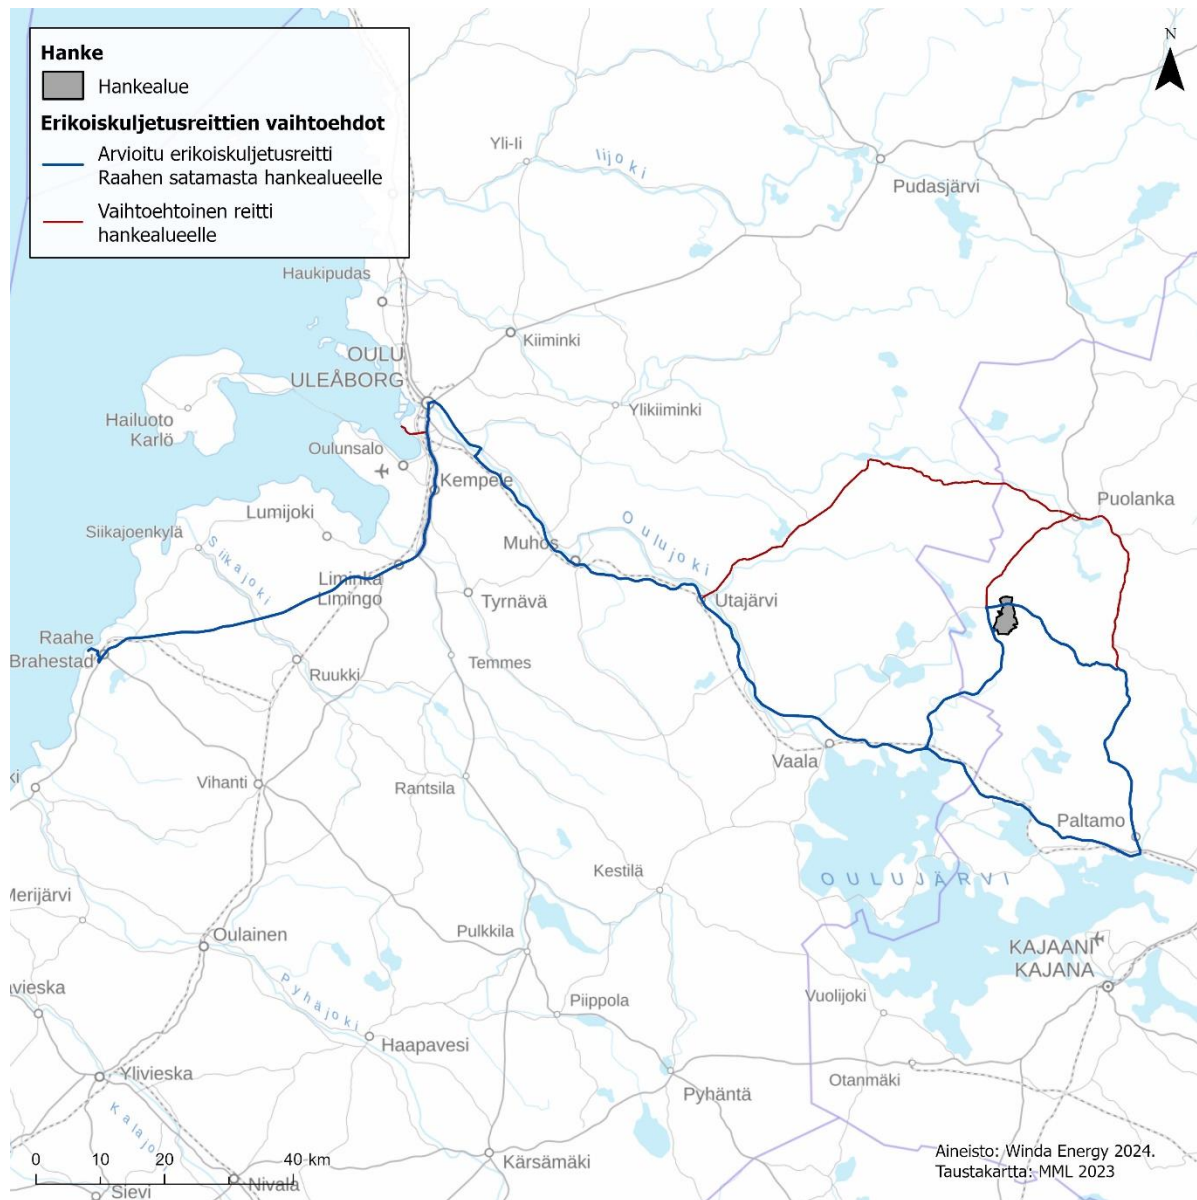 Hanke
Hankealue
Erikoiskuljetusreittien vaihtoehdot
Arvioitu erikoiskuljetusreitti
Raahen satamasta hankealueelle
Vaihtoehtoinen reitti
hankealueelle
N
Yli-Ii
Iijoki
Pudasjärvi
Haukipudas
Kiiminki
OULU
ULEÅBORG
Ylikiiminki
Hailuoto
Karlö
Oulunsalo
Kempele
Puolanka
Lumijoki
Siikajoenkylä
Siikajoki
Muhos
Oulujoki
Liminka
Limingo
Tyrnävä
Utajärvi
Raahe
Brahestad
Temmes
Ruukki
Vaala
Vihanti
Rantsila
ki
Paltamo
Kestilä
OULUJÄRVI
Merijärvi
Oulainen
Pulkkila
KAJAANI
KAJANA
avieska
Pyhäjoki
Piippola
Vuolijoki
Haapavesi
Ylivieska
Pyhäntä
Otanmäki
Kalajo
Kärsämäki
Aineisto: Winda Energy 2024.
Taustakartta: MML 2023
0 10 20 40 km
Sievi
Nivala